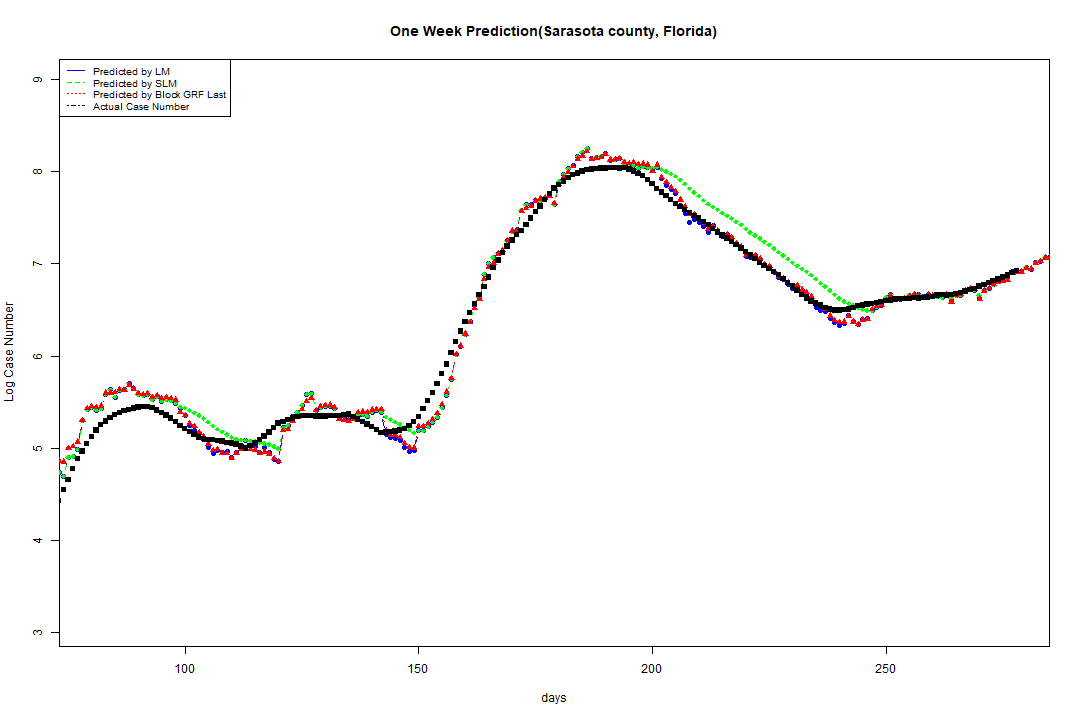 One Week Prediction(Sarasota county, Florida)
Predicted by LM
Predicted by SLM
Predicted by Block GRF Last
Actual Case Number
9
8
7
6
5
4
3
Log Case Number
100 150 200 250
days